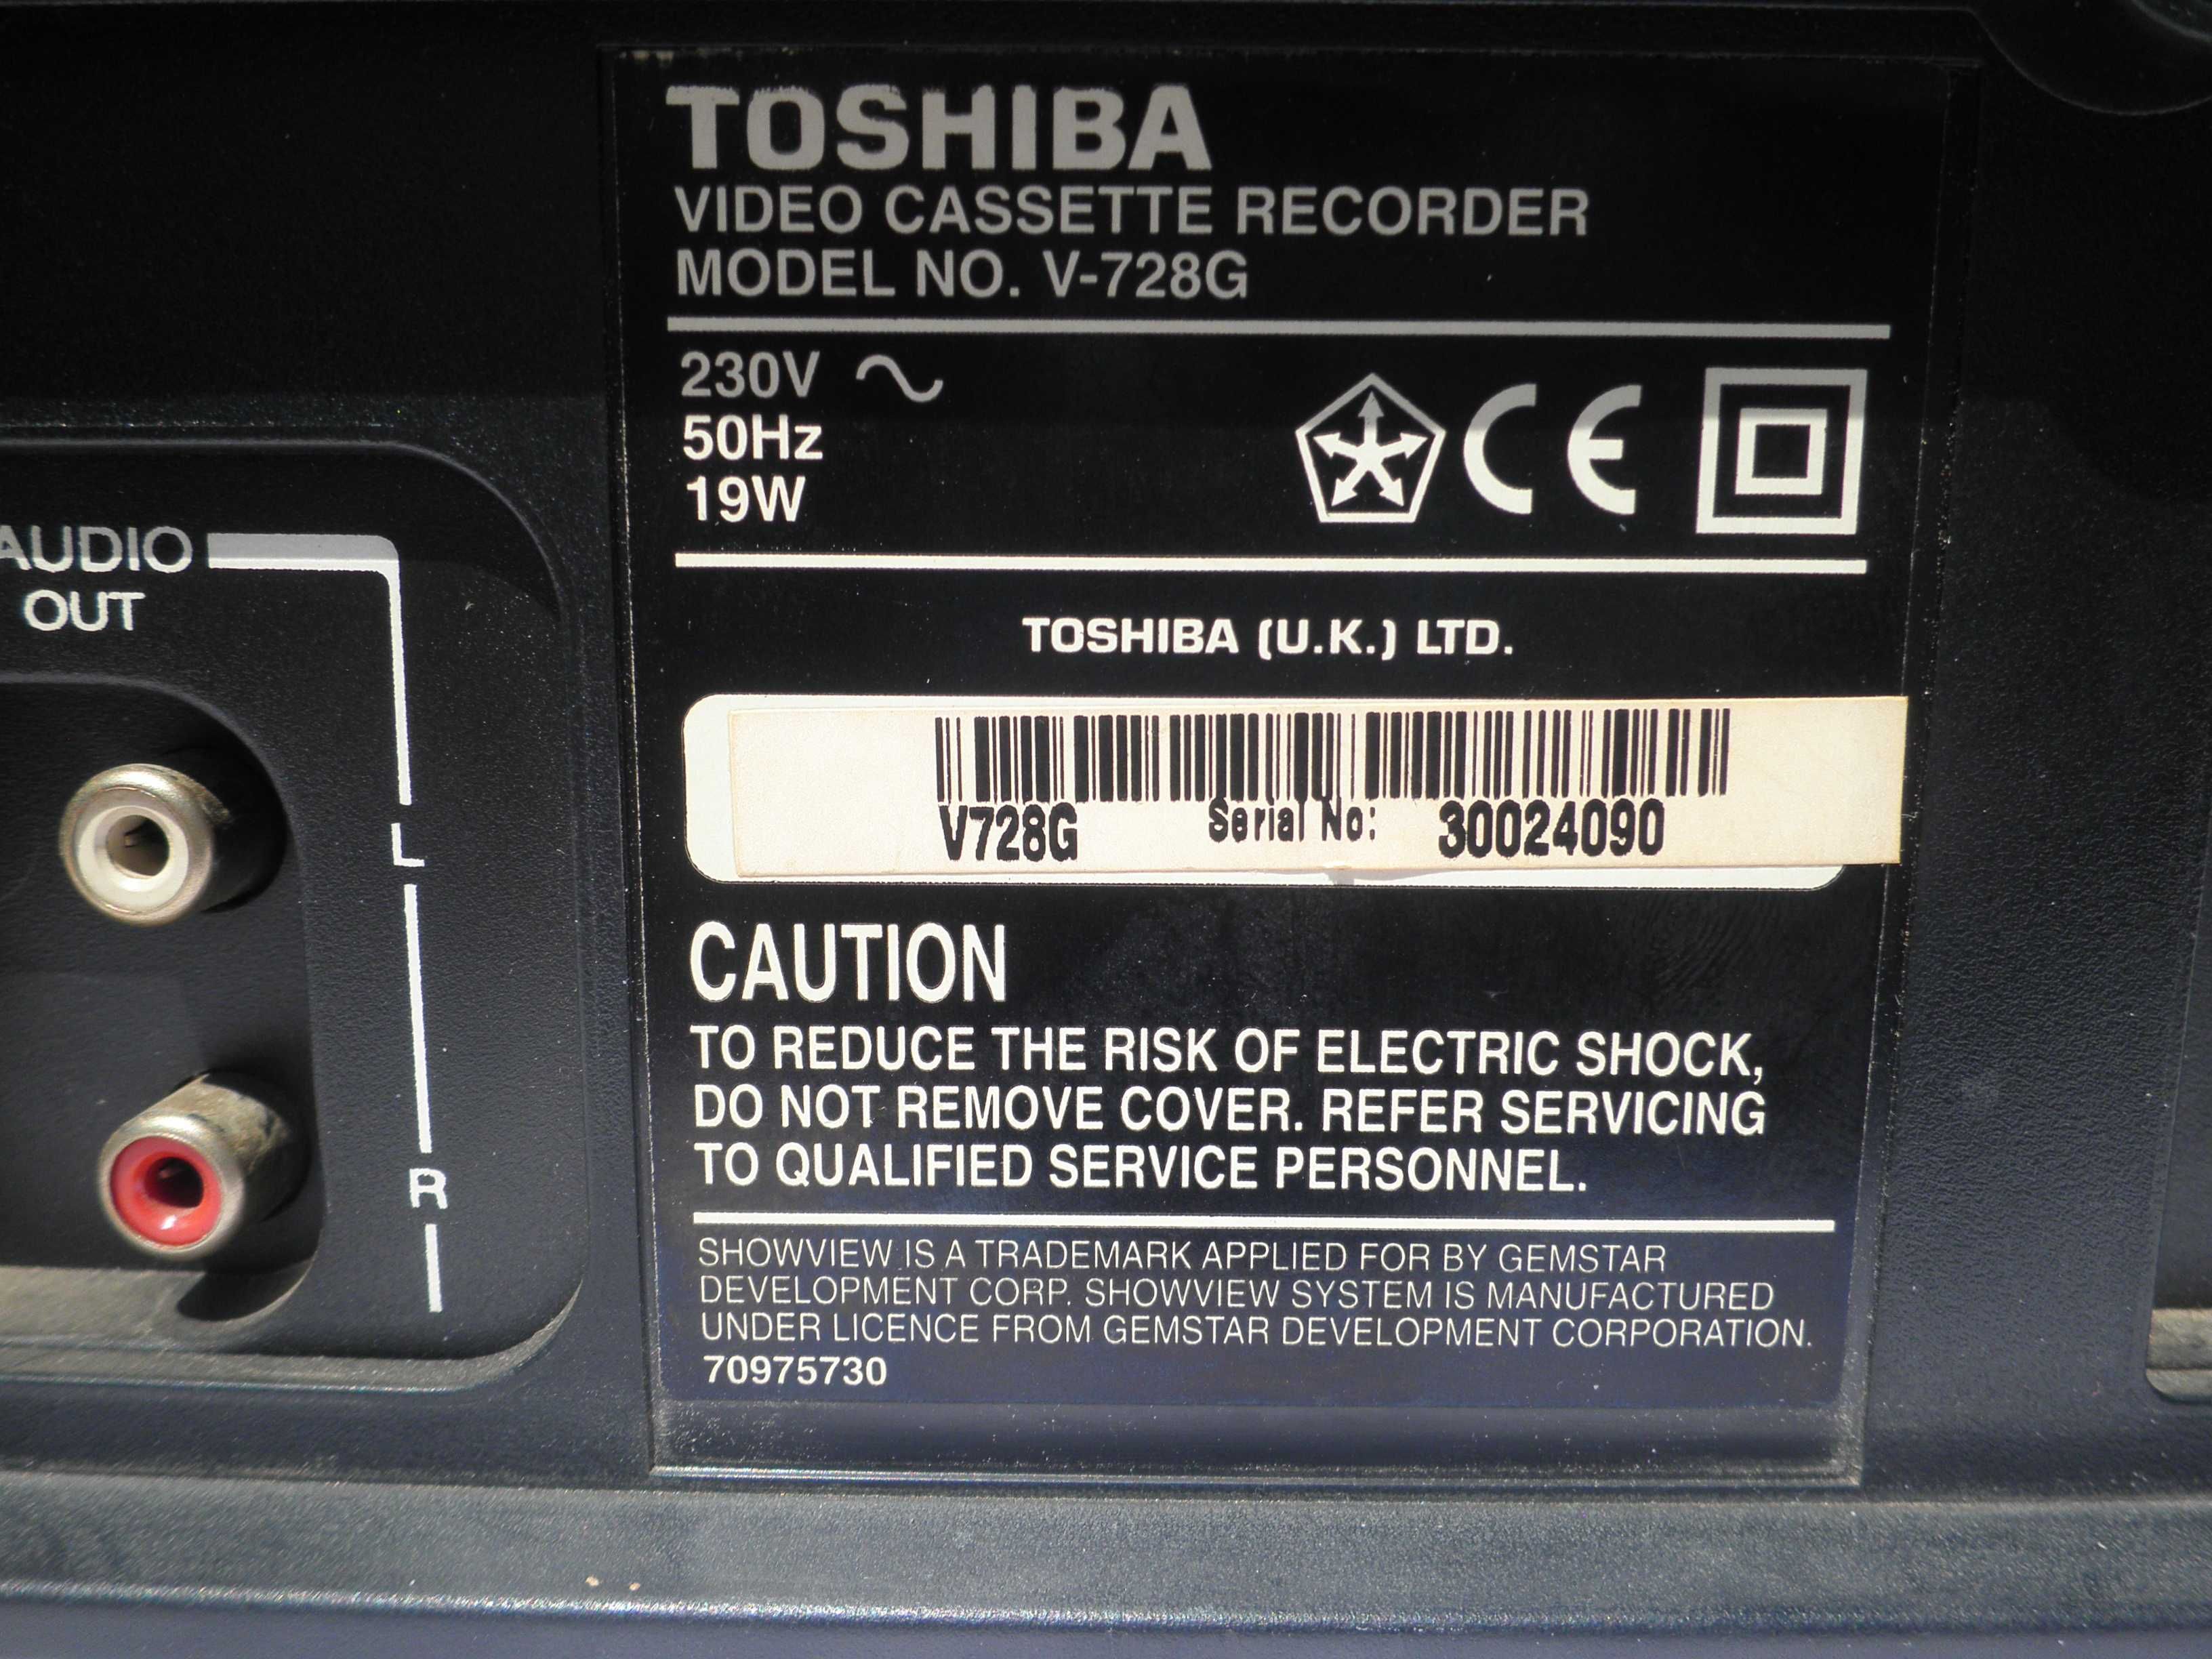 TOSHIBA
VIDEO CASSETTE RECORDER
MODEL NO. V-728G
230V ~
50Hz
19W
CE
TOSHIBA (U.K.) LTD.
V728G Serial No: 30024090
CAUTION
TO REDUCE THE RISK OF ELECTRIC SHOCK,
DO NOT REMOVE COVER. REFER SERVICING
TO QUALIFIED SERVICE PERSONNEL.
SHOWVIEW IS A TRADEMARK APPLIED FOR BY GEMSTAR
DEVELOPMENT CORP. SHOWVIEW SYSTEM IS MANUFACTURED
UNDER LICENCE FROM GEMSTAR DEVELOPMENT CORPORATION.
70975730
AUDIO
OUT
L
R